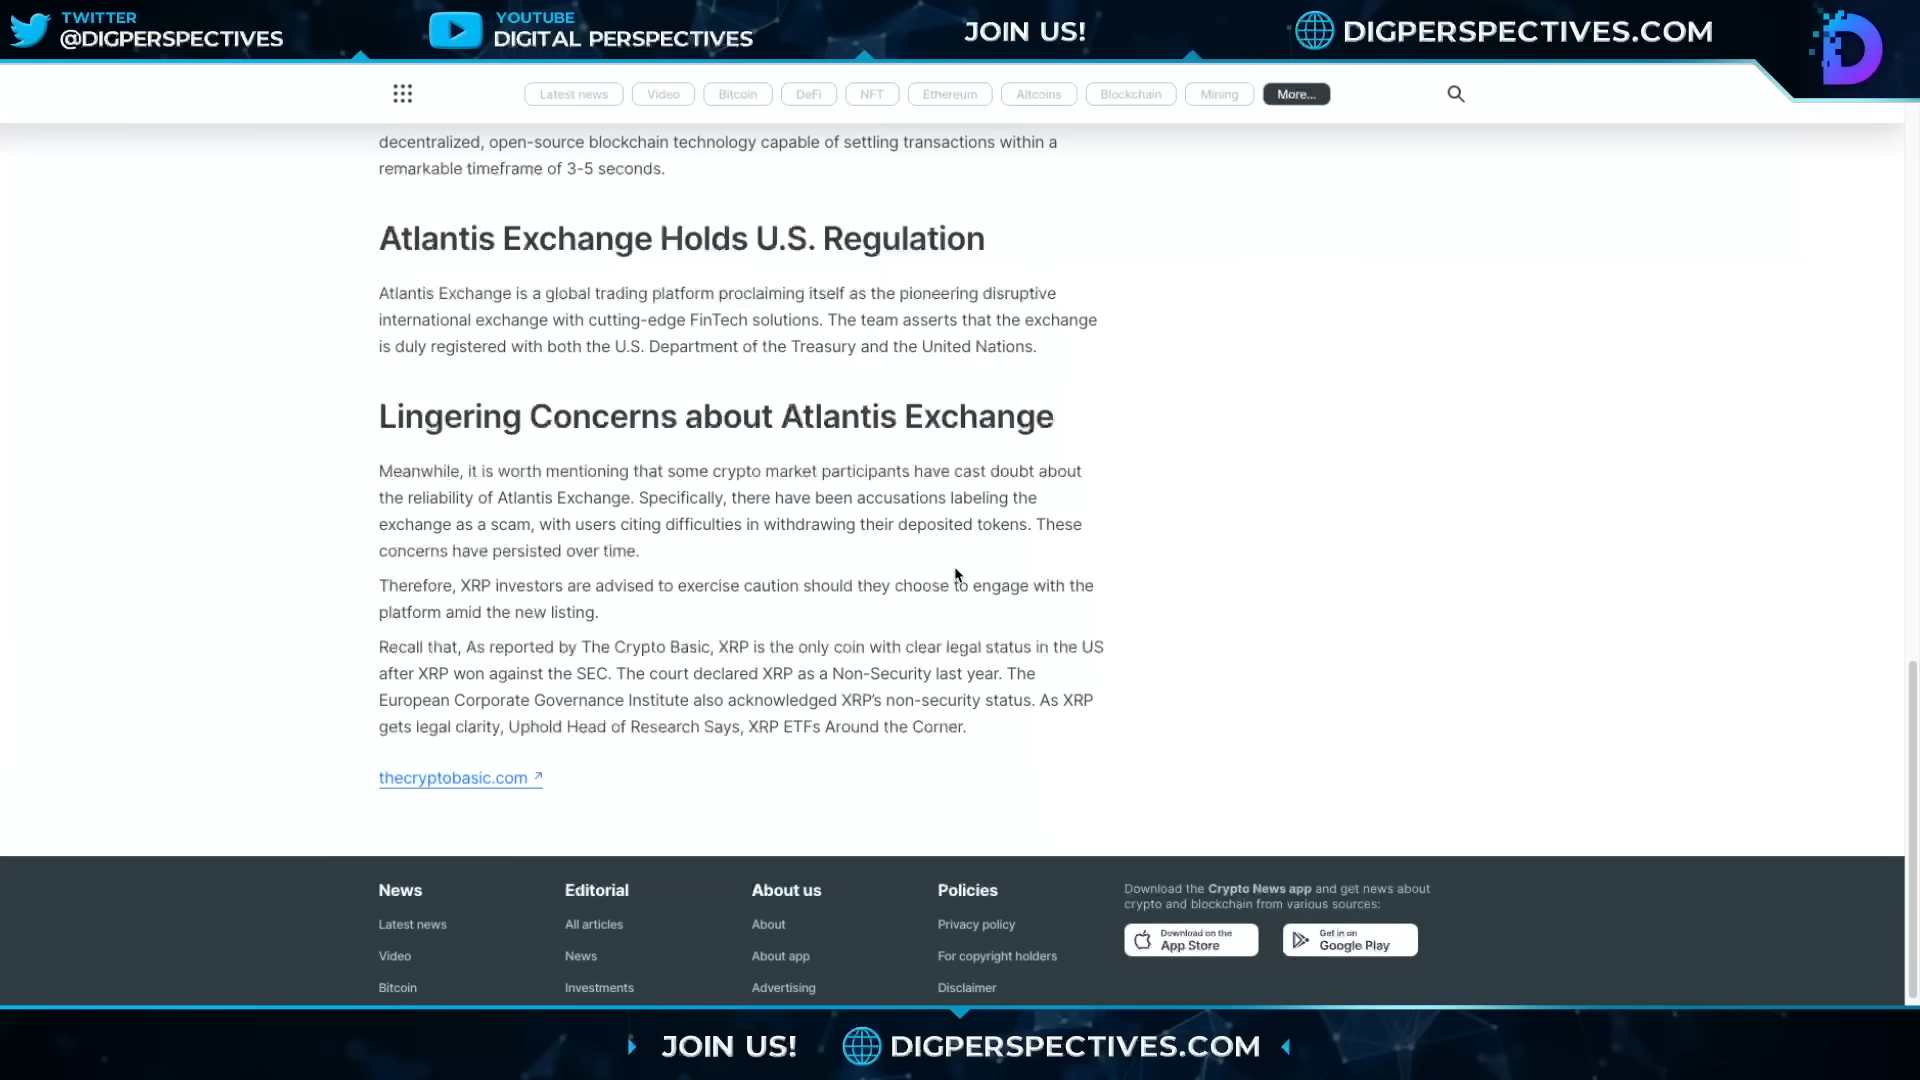 TWITTER
@DIGPERSPECTIVES
YOUTUBE
DIGITAL PERSPECTIVES
JOIN US!
DIGPERSPECTIVES.COM
Latest news
Video
Bitcoin
DeFi
NFT
Ethereum
Altcoins
Blockchain
Mining
More...
decentralized, open-source blockchain technology capable of settling transactions within a
remarkable timeframe of 3-5 seconds.
Atlantis Exchange Holds U.S. Regulation
Atlantis Exchange is a global trading platform proclaiming itself as the pioneering disruptive
international exchange with cutting-edge FinTech solutions. The team asserts that the exchange
is duly registered with both the U.S. Department of the Treasury and the United Nations.
Lingering Concerns about Atlantis Exchange
Meanwhile, it is worth mentioning that some crypto market participants have cast doubt about
the reliability of Atlantis Exchange. Specifically, there have been accusations labeling the
exchange as a scam, with users citing difficulties in withdrawing their deposited tokens. These
concerns have persisted over time.
Therefore, XRP investors are advised to exercise caution should they choose to engage with the
platform amid the new listing.
Recall that, As reported by The Crypto Basic, XRP is the only coin with clear legal status in the US
after XRP won against the SEC. The court declared XRP as a Non-Security last year. The
European Corporate Governance Institute also acknowledged XRP's non-security status. As XRP
gets legal clarity, Uphold Head of Research Says, XRP ETFs Around the Corner.
thecryptobasic.com ↗
News
Latest news
Video
Bitcoin
Editorial
All articles
News
Investments
About us
About
About app
Advertising
Policies
Privacy policy
For copyright holders
Disclaimer
Download the Crypto News app and get news about
crypto and blockchain from various sources:
Download on the
App Store
Get in on
Google Play
JOIN US!
DIGPERSPECTIVES.COM